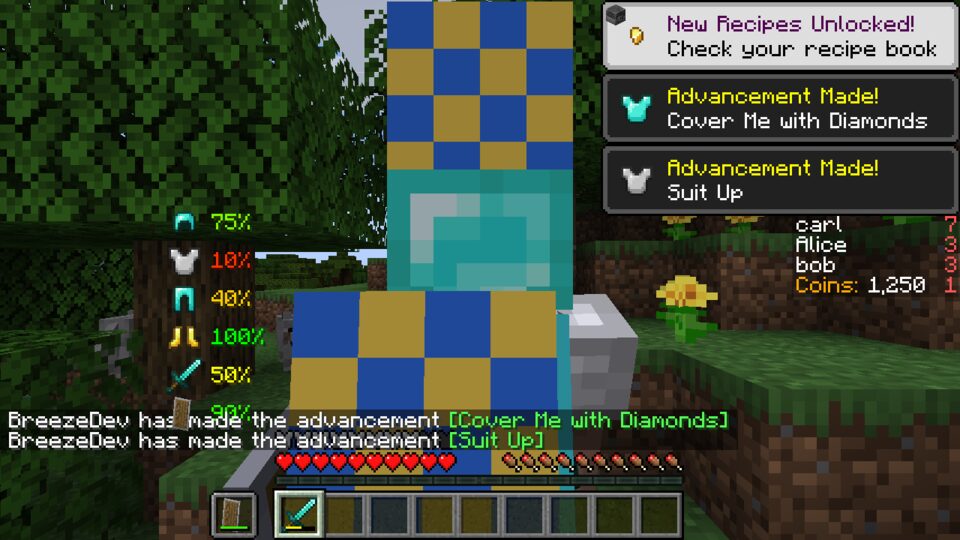 New Recipes Unlocked!
Check your recipe book
Advancement Made!
Cover Me with Diamonds
Advancement Made!
Suit Up
carl 7
Alice 3
bob 3
Coins: 1,250 1
75%
10%
40%
100%
50%
90%
BreezeDev has made the advancement [Cover Me with Diamonds]
BreezeDev has made the advancement [Suit Up]